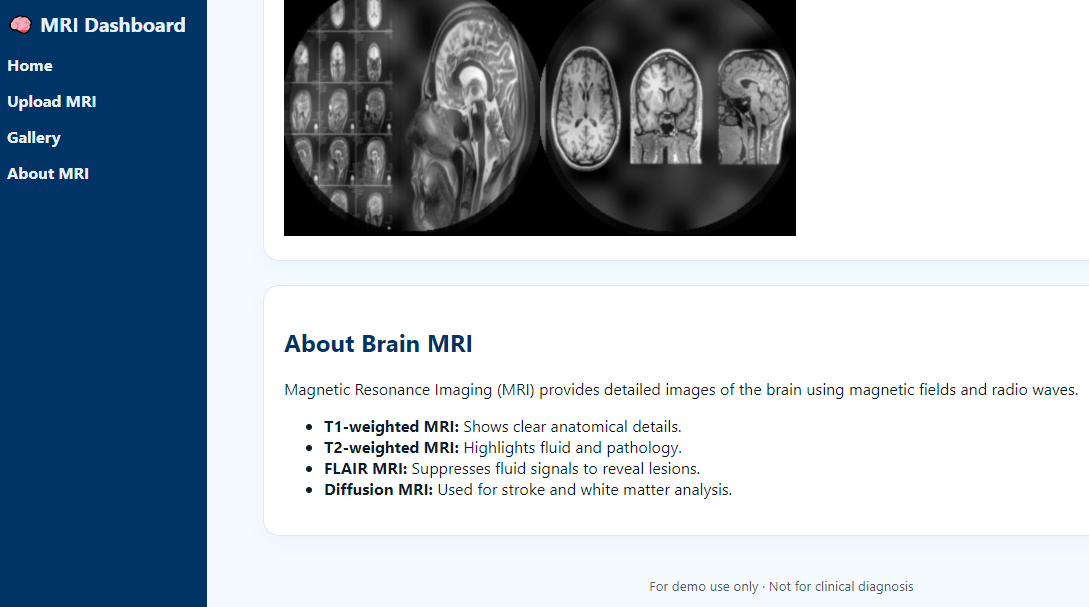 🧠 MRI Dashboard
Home
Upload MRI
Gallery
About MRI
About Brain MRI
Magnetic Resonance Imaging (MRI) provides detailed images of the brain using magnetic fields and radio waves.
• T1-weighted MRI: Shows clear anatomical details.
• T2-weighted MRI: Highlights fluid and pathology.
• FLAIR MRI: Suppresses fluid signals to reveal lesions.
• Diffusion MRI: Used for stroke and white matter analysis.
For demo use only · Not for clinical diagnosis